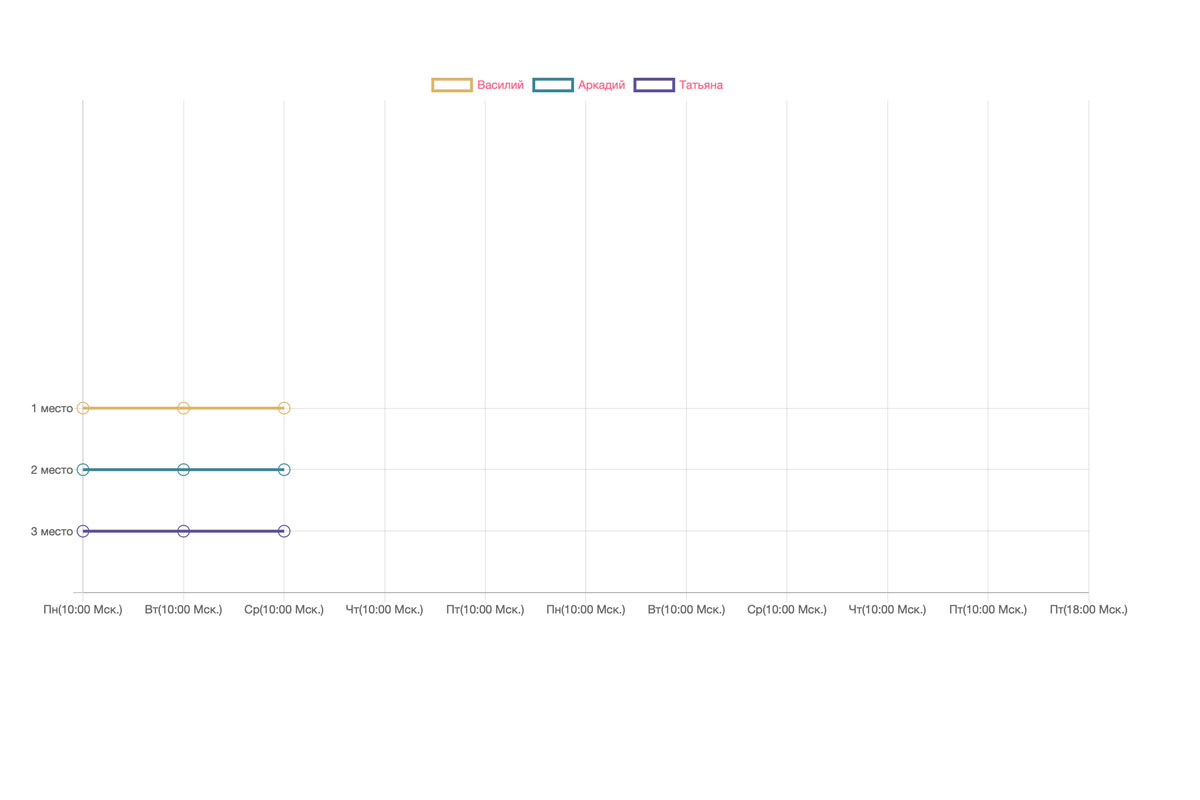 Василий Аркадий Татьяна
1 место
2 место
3 место
Пн(10:00 Мск.) Вт(10:00 Мск.) Ср(10:00 Мск.) Чт(10:00 Мск.) Пт(10:00 Мск.) Пн(10:00 Мск.) Вт(10:00 Мск.) Ср(10:00 Мск.) Чт(10:00 Мск.) Пт(10:00 Мск.) Пт(18:00 Мск.)